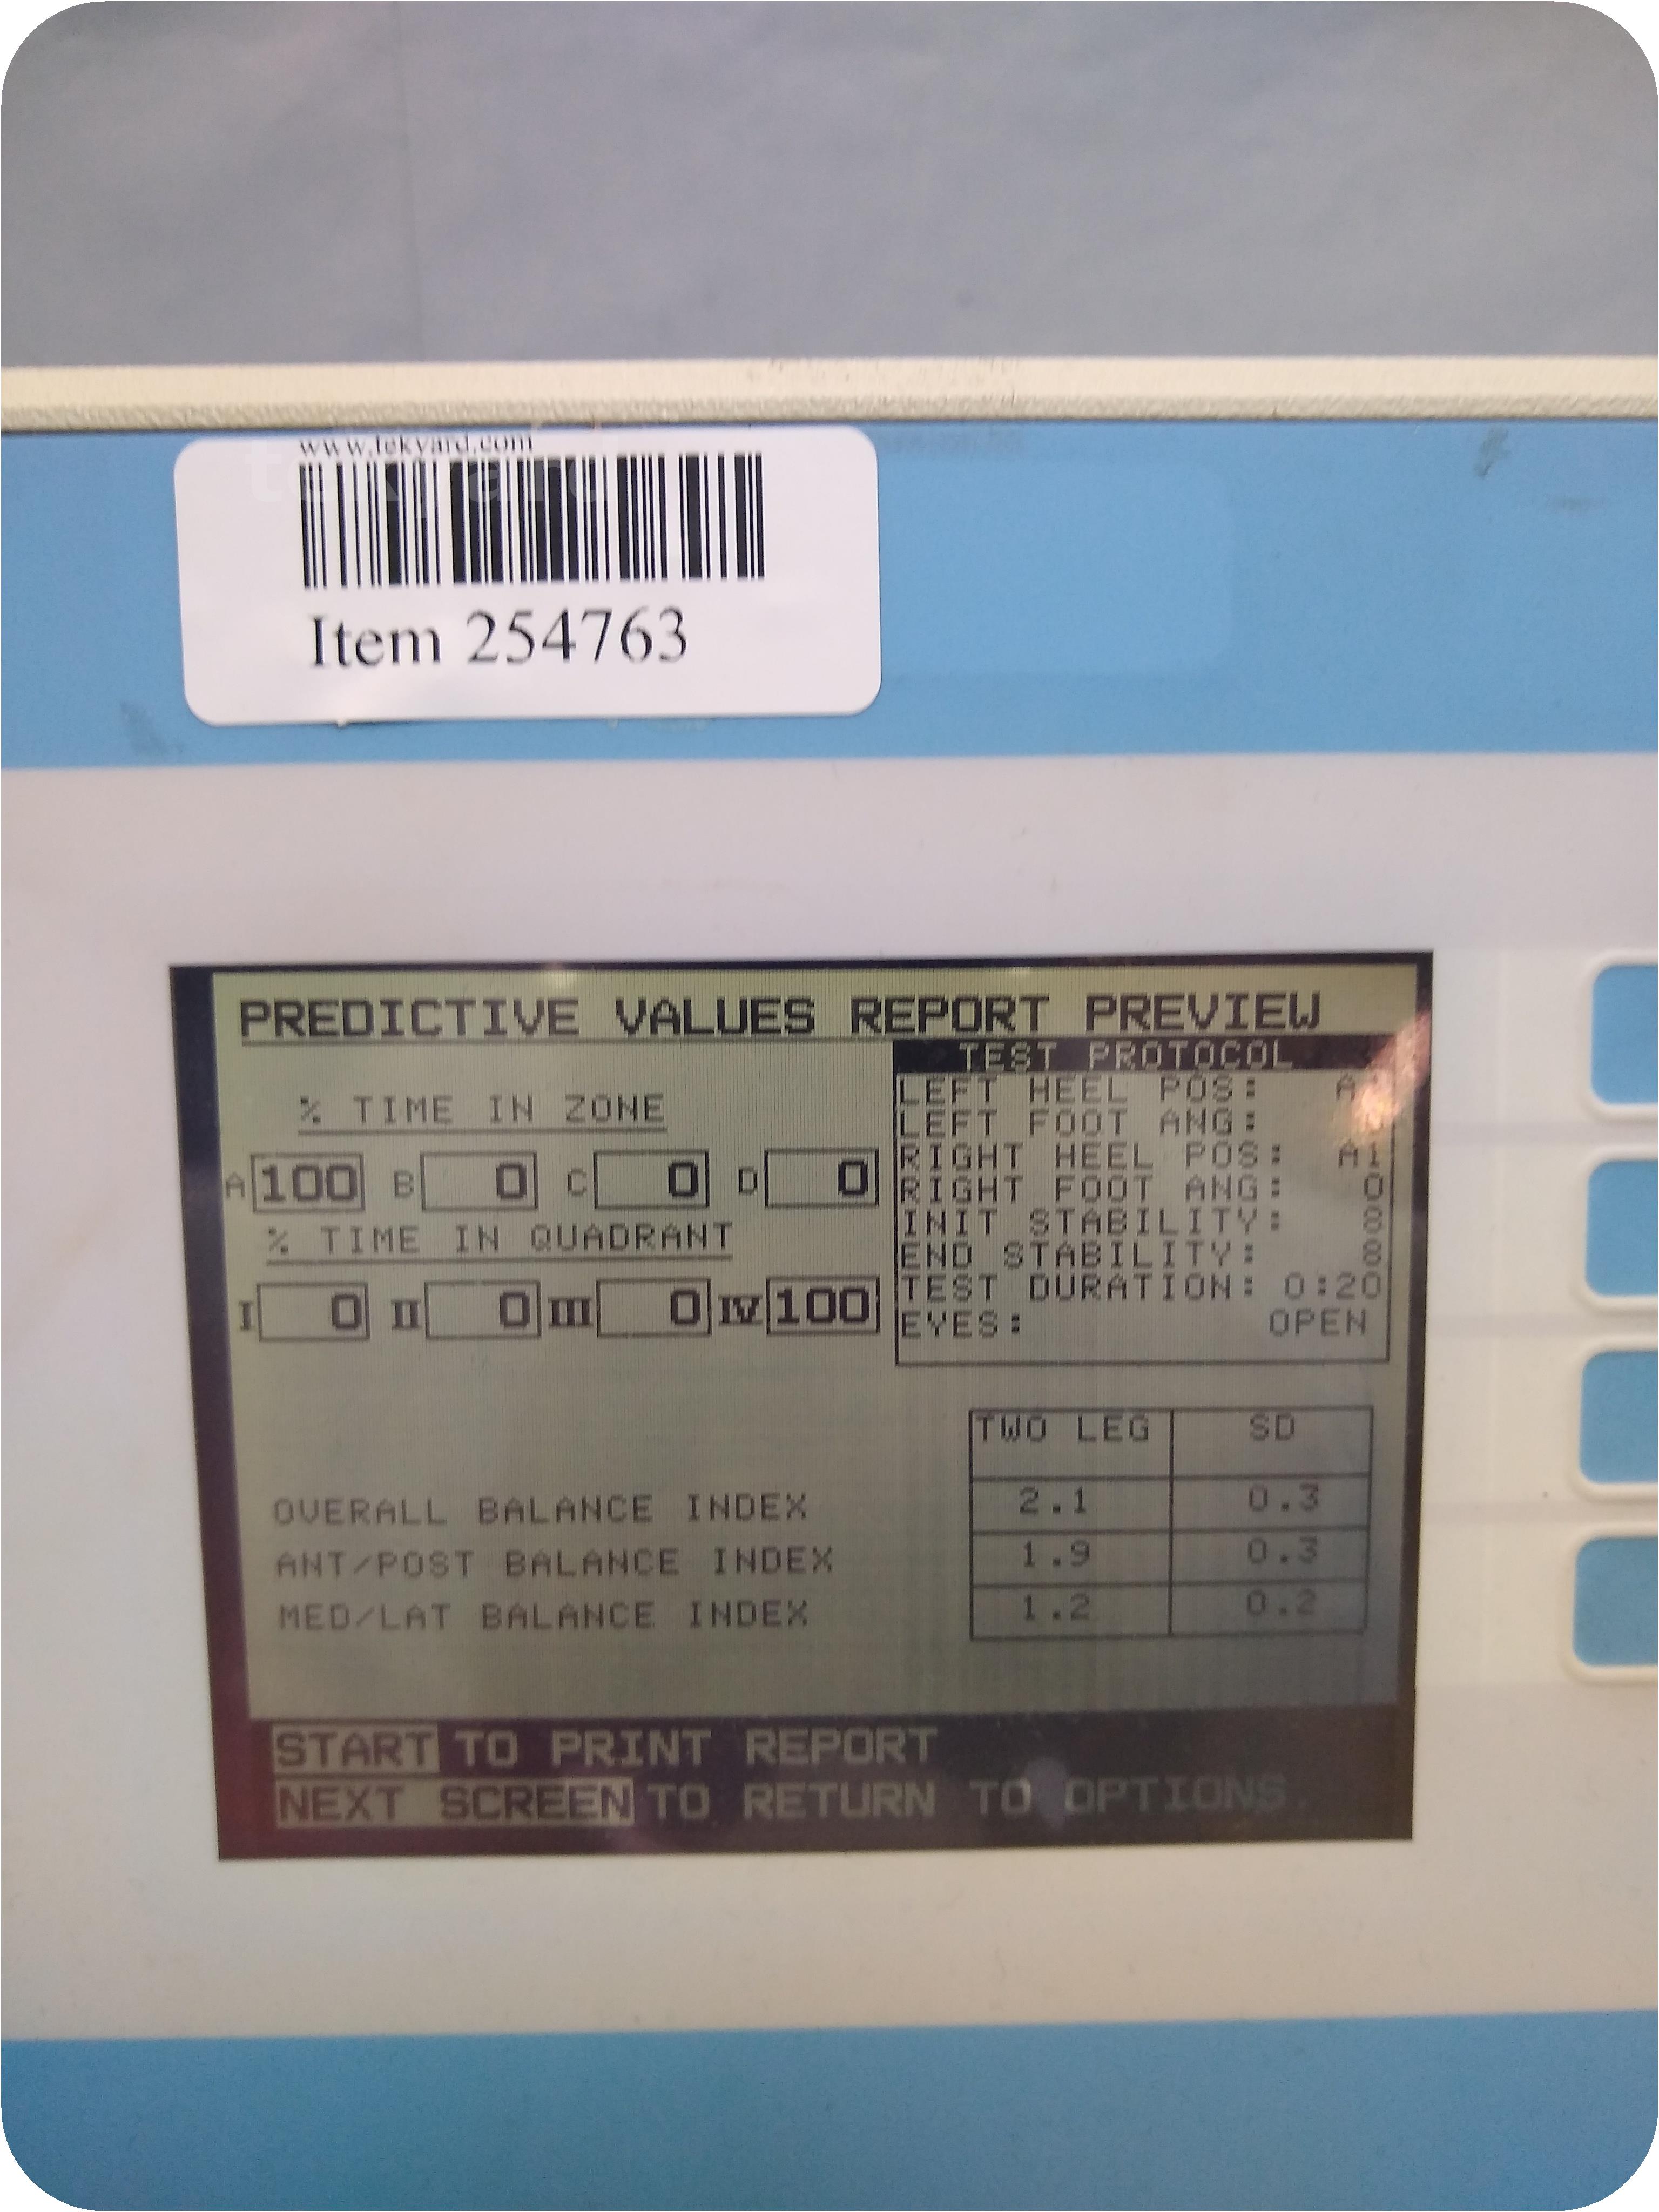 www.tekyard.com
tekyard
Item 254763
PREDICTIVE VALUES REPORT PREVIEW
% TIME IN ZONE
A 100 B 0 C 0 D 0
% TIME IN QUADRANT
I 0 II 0 III 0 IV 100
TEST PROTOCOL
LEFT HEEL POS:
LEFT FOOT ANG:
RIGHT HEEL POS: A1
RIGHT FOOT ANG: 0
INIT STABILITY: 8
END STABILITY: 8
TEST DURATION: 0:20
EYES: OPEN
TWO LEG SD
OVERALL BALANCE INDEX 2.1 0.3
ANT/POST BALANCE INDEX 1.9 0.3
MED/LAT BALANCE INDEX 1.2 0.2
START TO PRINT REPORT
NEXT SCREEN TO RETURN TO OPTIONS.